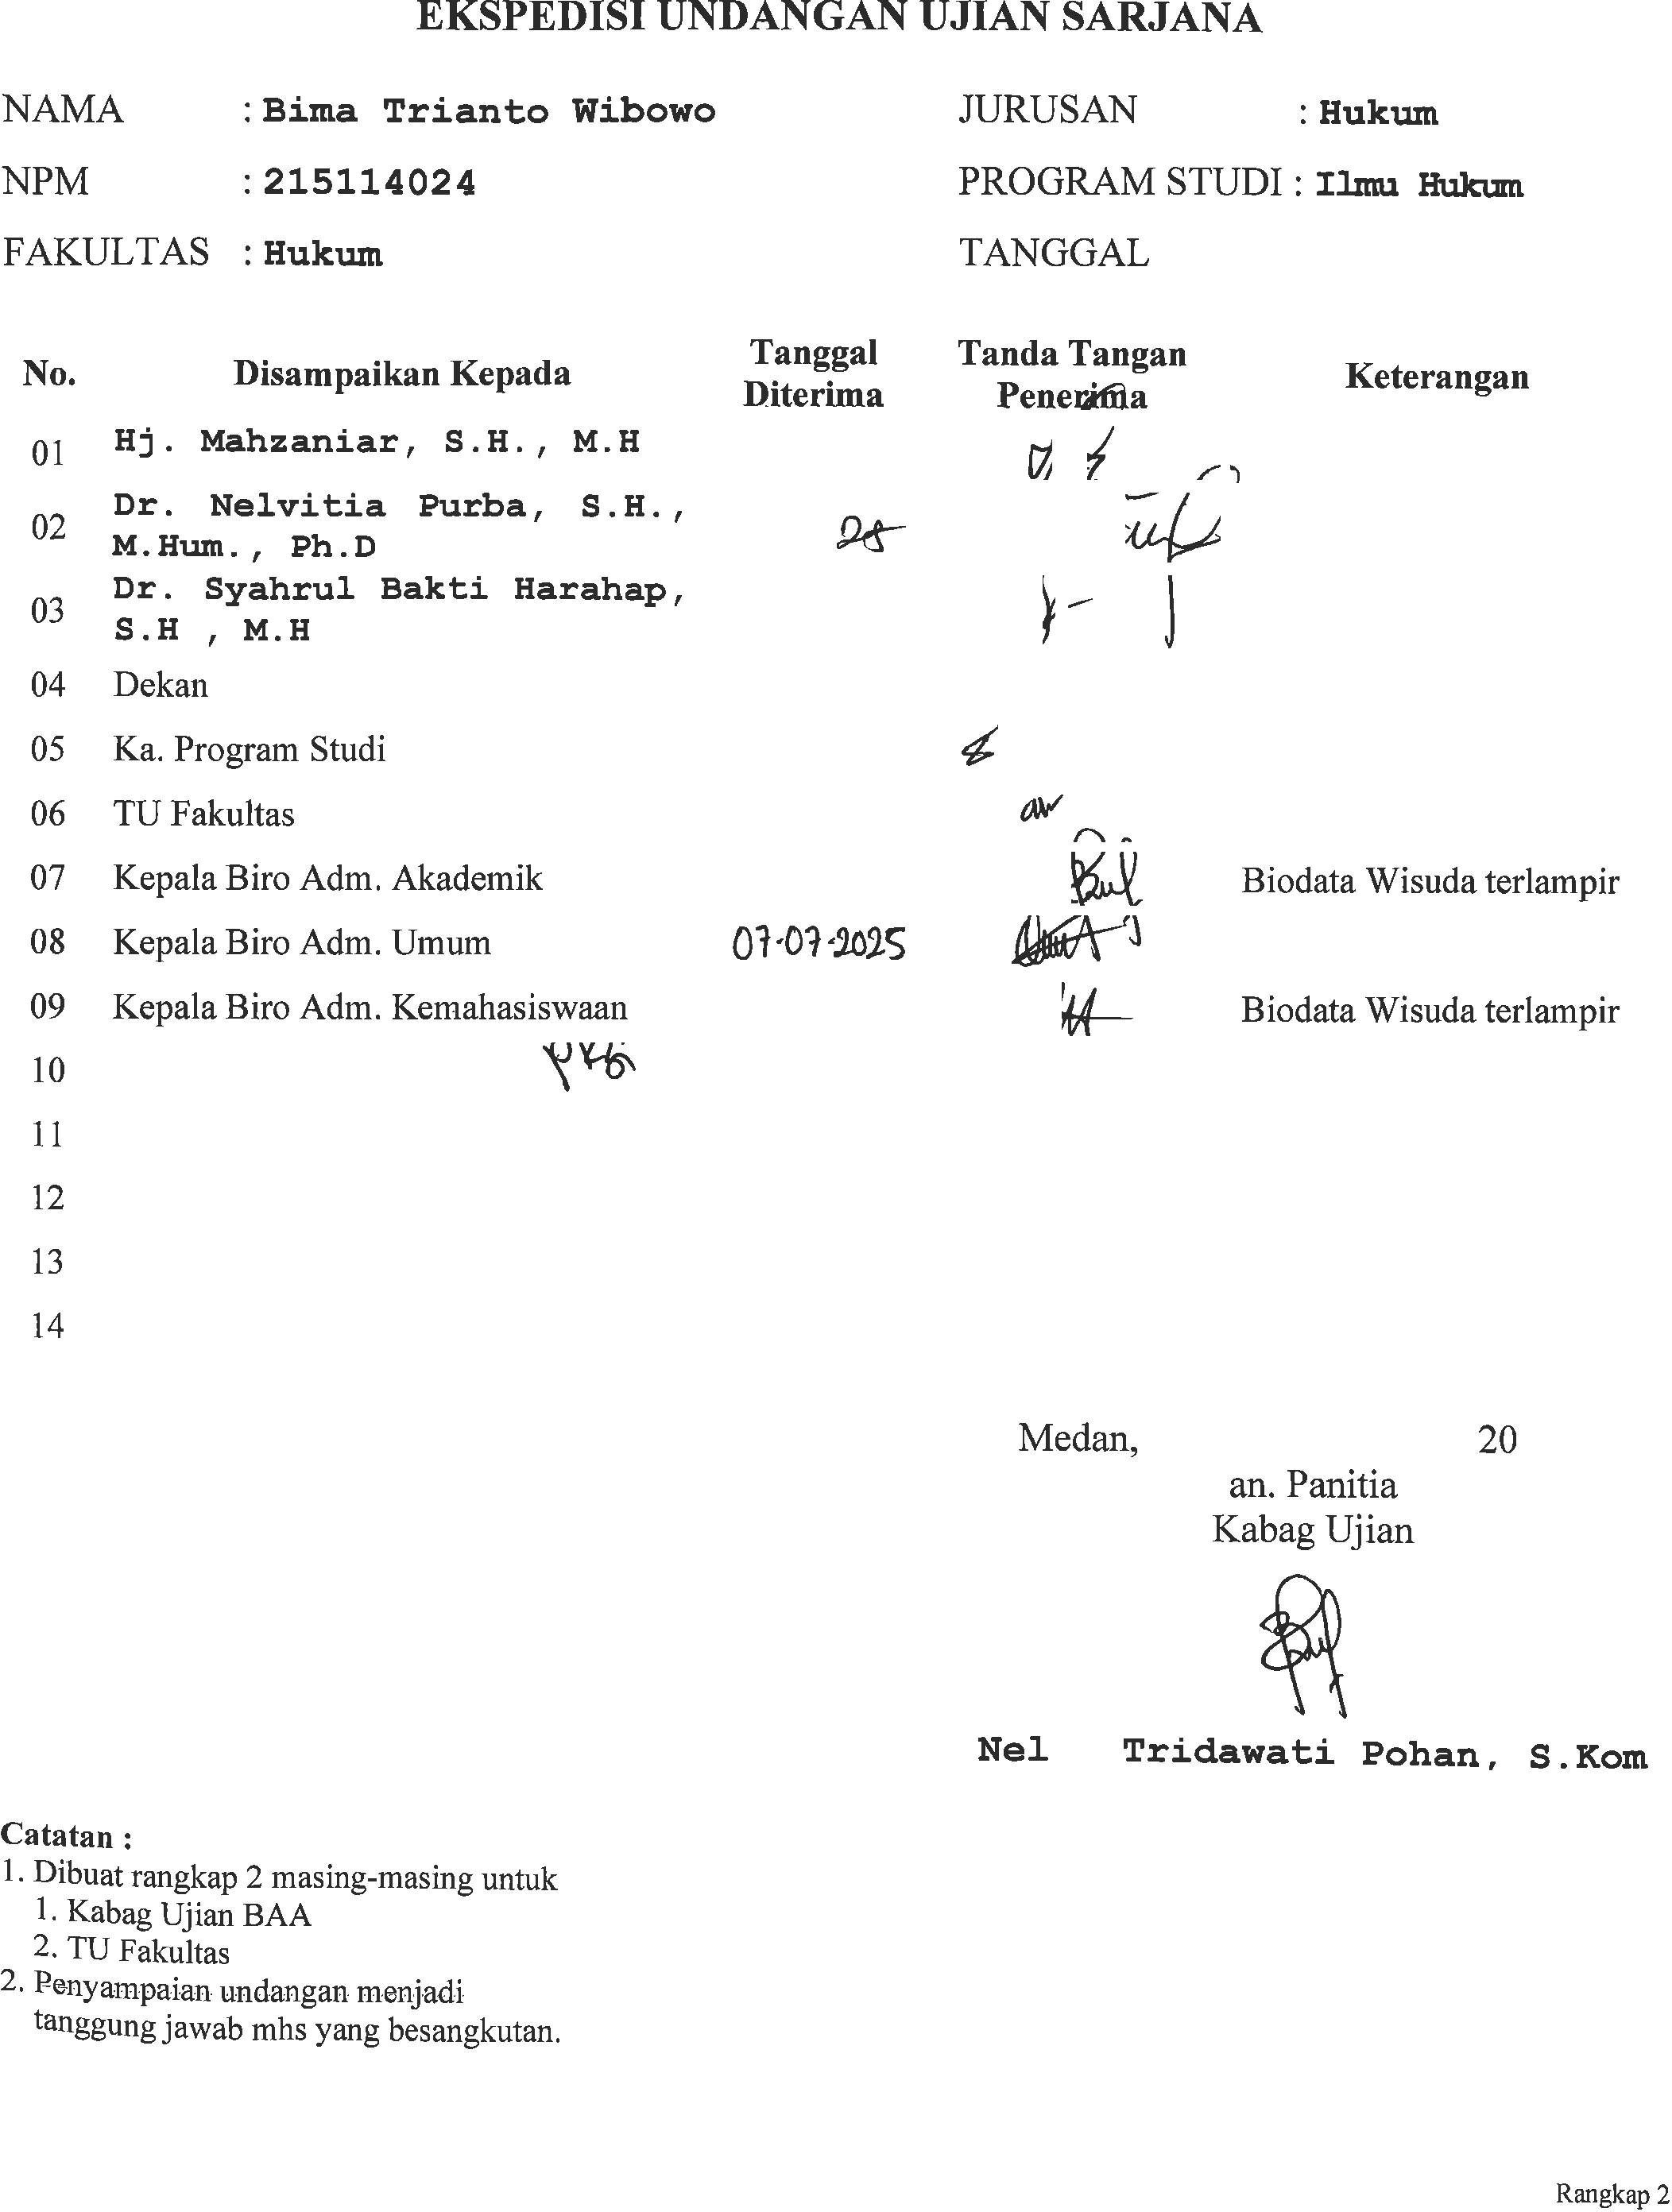 EKSPEDISI UNDANGAN UJIAN SARJANA
NAMA : Bima Trianto Wibowo JURUSAN : Hukum
NPM : 215114024 PROGRAM STUDI : Ilmu Hukum
FAKULTAS : Hukum TANGGAL
No. Disampaikan Kepada Tanggal Diterima Tanda Tangan Penerima Keterangan
01 Hj. Mahzaniar, S.H., M.H
02 Dr. Nelvitia Purba, S.H.,
M.Hum., Ph.D
03 Dr. Syahrul Bakti Harahap,
S.H , M.H
04 Dekan
05 Ka. Program Studi
06 TU Fakultas
07 Kepala Biro Adm. Akademik Biodata Wisuda terlampir
08 Kepala Biro Adm. Umum 07-07-2025
09 Kepala Biro Adm. Kemahasiswaan Biodata Wisuda terlampir
10
11
12
13
14
Medan, 20
an. Panitia
Kabag Ujian
Nel Tridawati Pohan, S.Kom
Catatan :
1. Dibuat rangkap 2 masing-masing untuk
1. Kabag Ujian BAA
2. TU Fakultas
2. Penyampaian undangan menjadi
tanggung jawab mhs yang besangkutan.
Rangkap 2